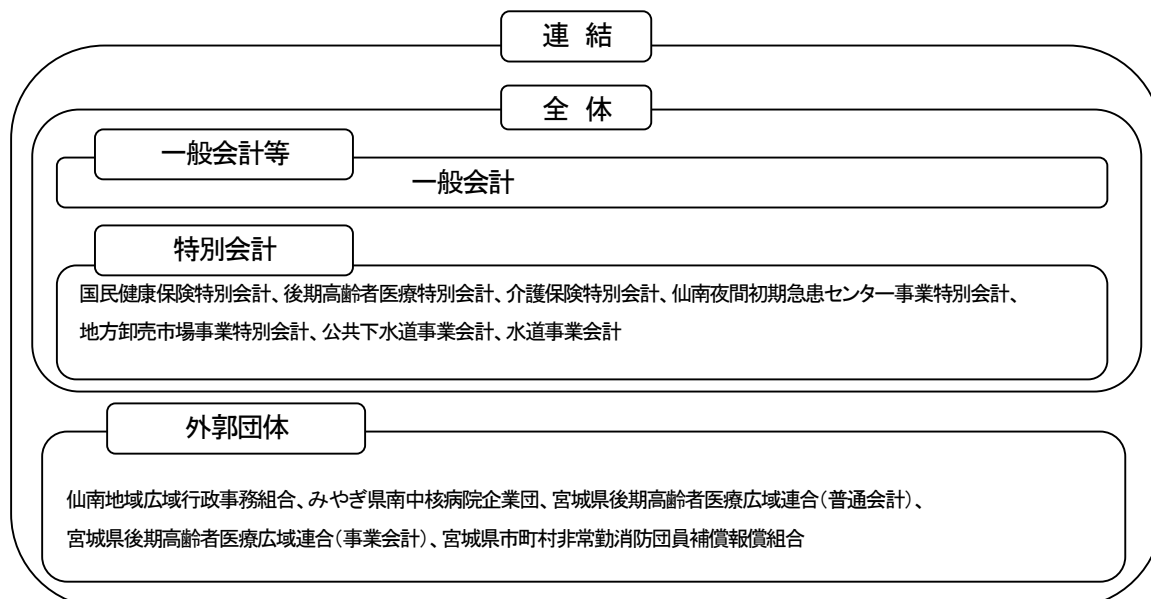 連 結
全 体
一般会計等
一般会計
特別会計
国民健康保険特別会計、後期高齢者医療特別会計、介護保険特別会計、仙南夜間初期急患センター事業特別会計、
地方卸売市場事業特別会計、公共下水道事業会計、水道事業会計
外郭団体
仙南地域広域行政事務組合、みやぎ県南中核病院企業団、宮城県後期高齢者医療広域連合（普通会計）、
宮城県後期高齢者医療広域連合（事業会計）、宮城県市町村非常勤消防団員補償報償組合